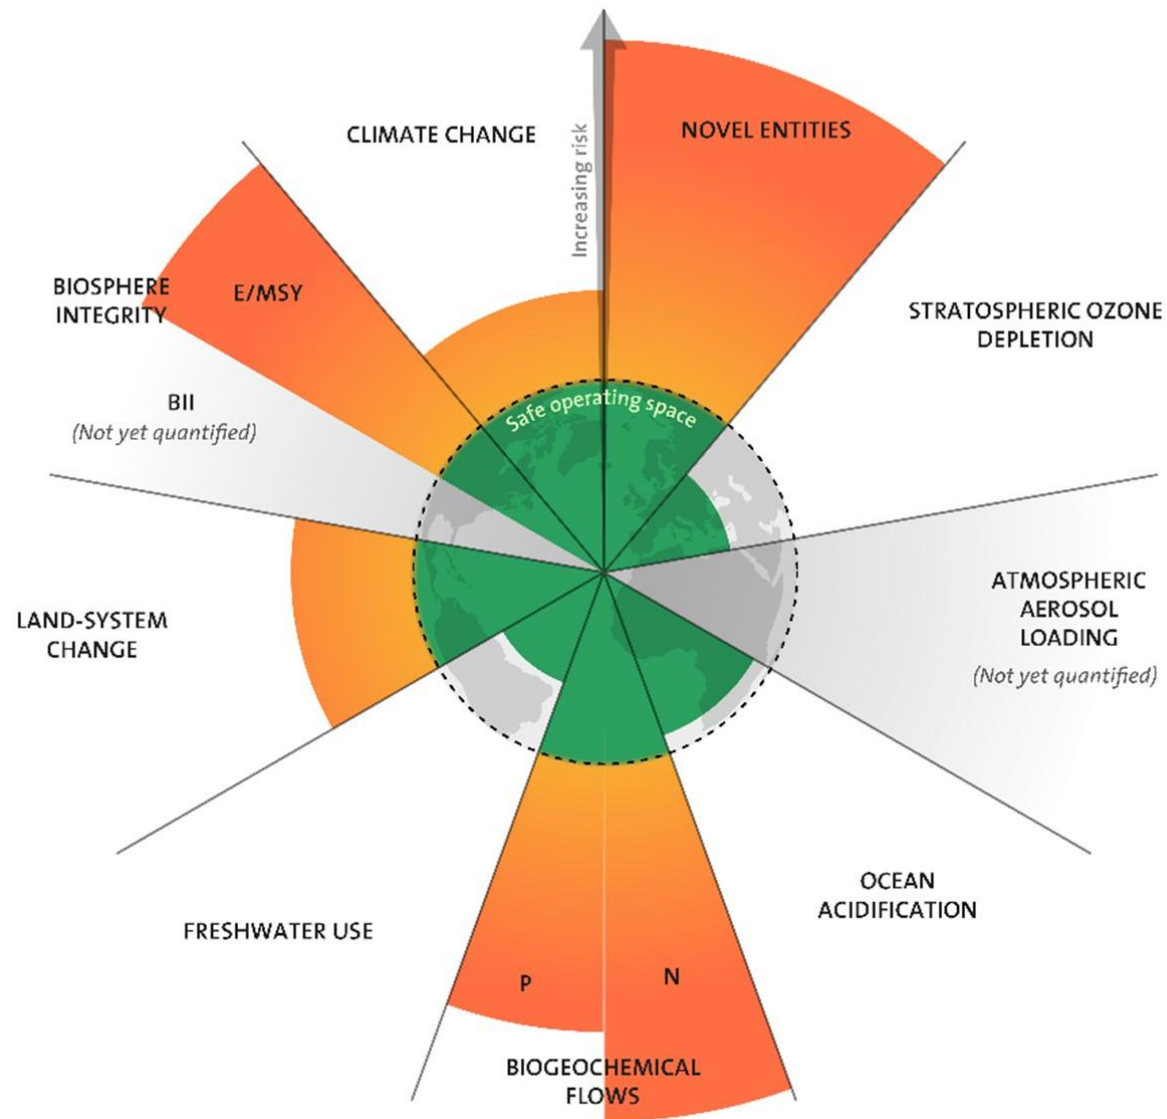 CLIMATE CHANGE
Increasing risk
NOVEL ENTITIES
BIOSPHERE
INTEGRITY
E/MSY
STRATOSPHERIC OZONE
DEPLETION
BII
(Not yet quantified)
Safe operating space
LAND-SYSTEM
CHANGE
ATMOSPHERIC
AEROSOL
LOADING
(Not yet quantified)
OCEAN
ACIDIFICATION
FRESHWATER USE
P
N
BIOGEOCHEMICAL
FLOWS